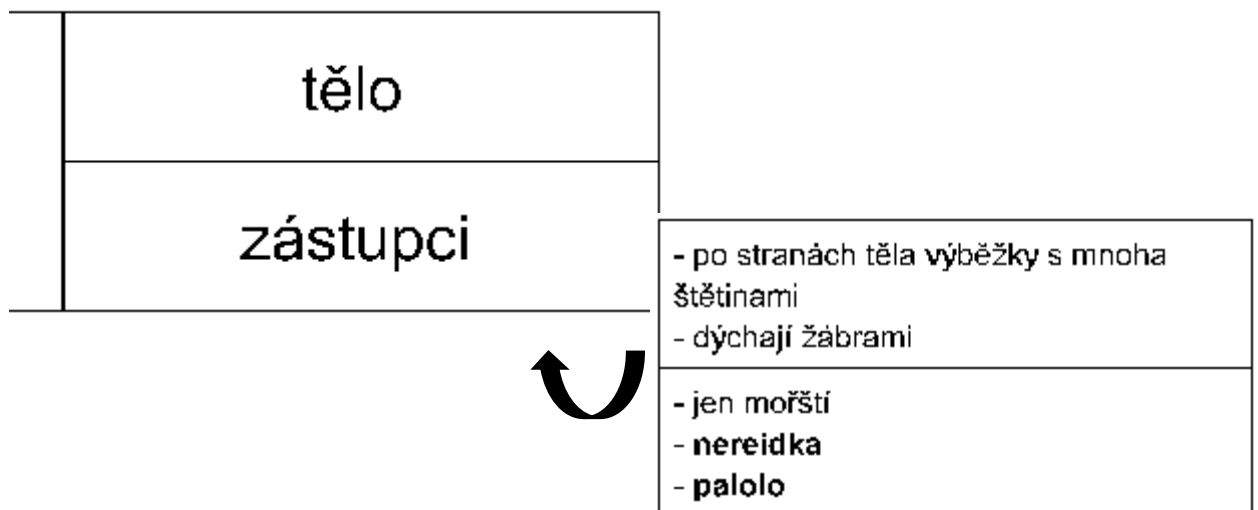 tělo
zástupci
- po stranách těla výběžky s mnoha
štětinami
- dýchají žábrami
- jen mořští
- nereidka
- palolo